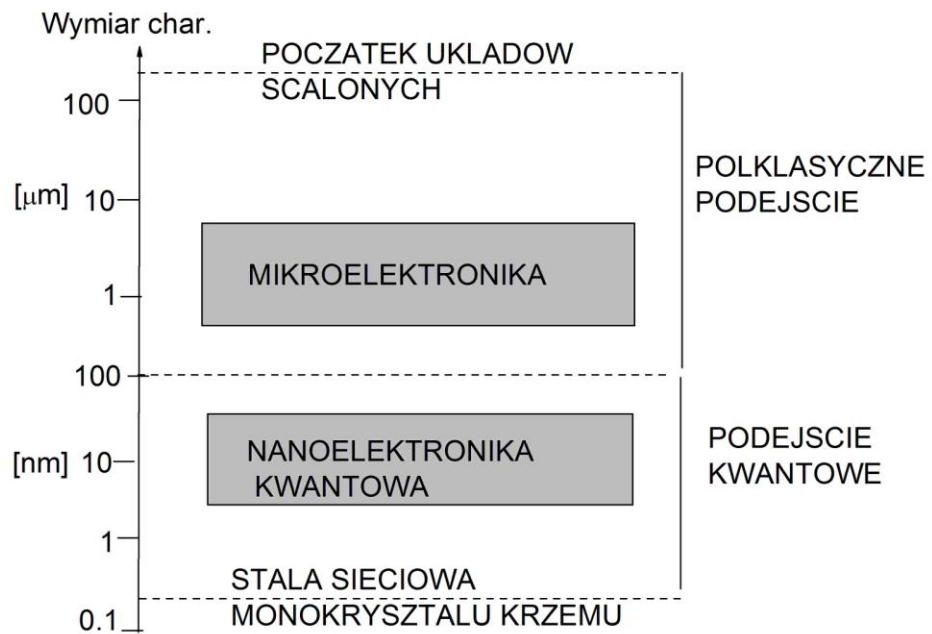 Wymiar char.
POCZATEK UKLADOW
SCALONYCH
100
[μm] 10
POLKLASYCZNE
PODEJSCIE
MIKROELEKTRONIKA
1
100
NANOELEKTRONIKA
KWANTOWA
[nm] 10
PODEJSCIE
KWANTOWE
1
STALA SIECIOWA
MONOKRYSZTALU KRZEMU
0.1